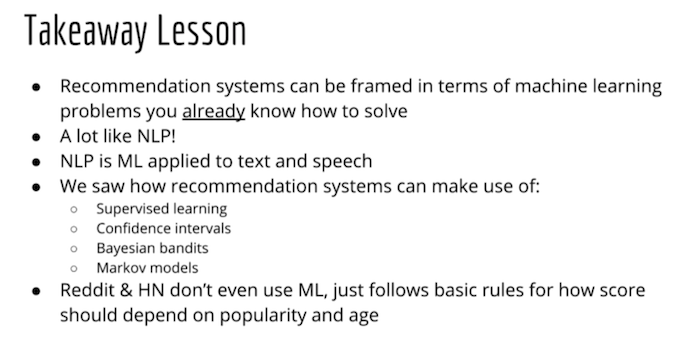 Takeaway Lesson
● Recommendation systems can be framed in terms of machine learning
problems you already know how to solve
● A lot like NLP!
● NLP is ML applied to text and speech
● We saw how recommendation systems can make use of:
○ Supervised learning
○ Confidence intervals
○ Bayesian bandits
○ Markov models
● Reddit & HN don’t even use ML, just follows basic rules for how score
should depend on popularity and age